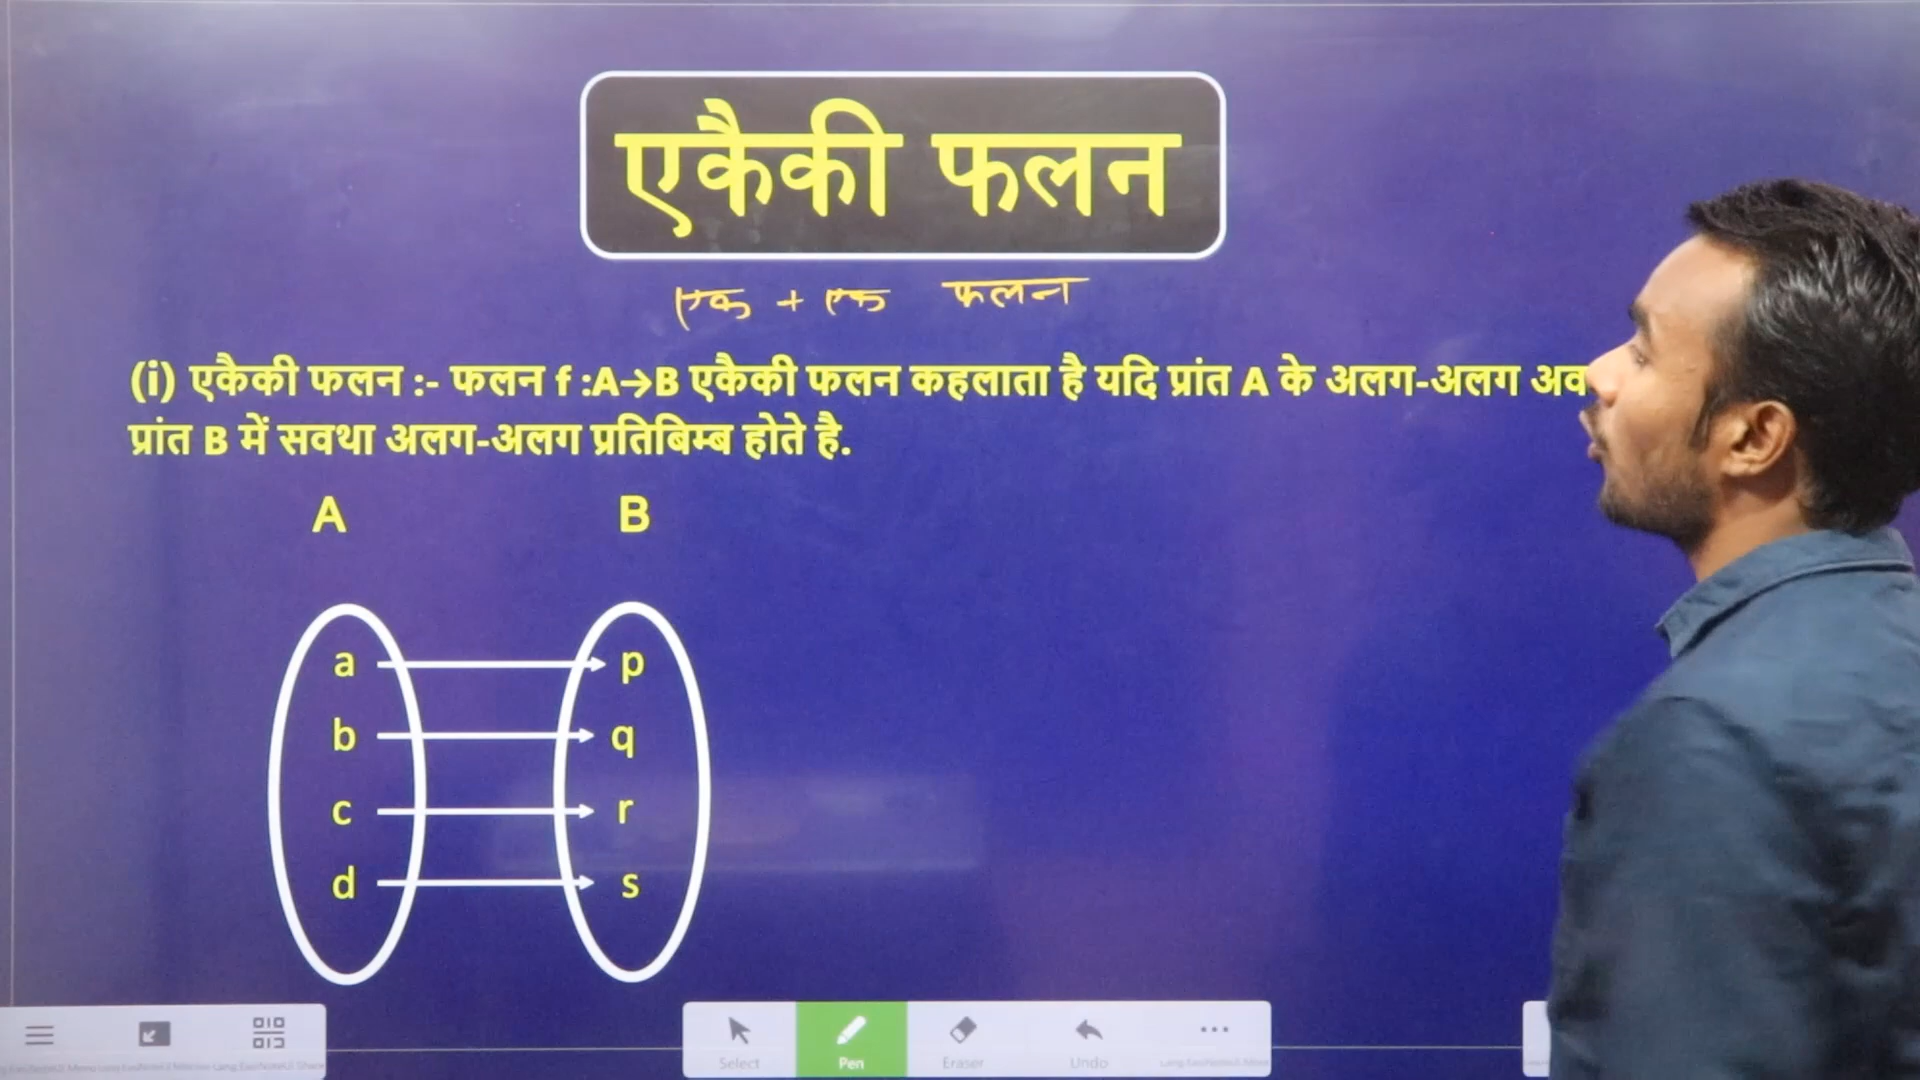 एकैकी फलन
एक + एक फलन
(i) एकैकी फलन :- फलन f :A→B एकैकी फलन कहलाता है यदि प्रांत A के अलग-अलग
प्रांत B में सवथा अलग-अलग प्रतिबिम्ब होते है.
A B
a p
b q
c r
d s
Select Pen Eraser Undo